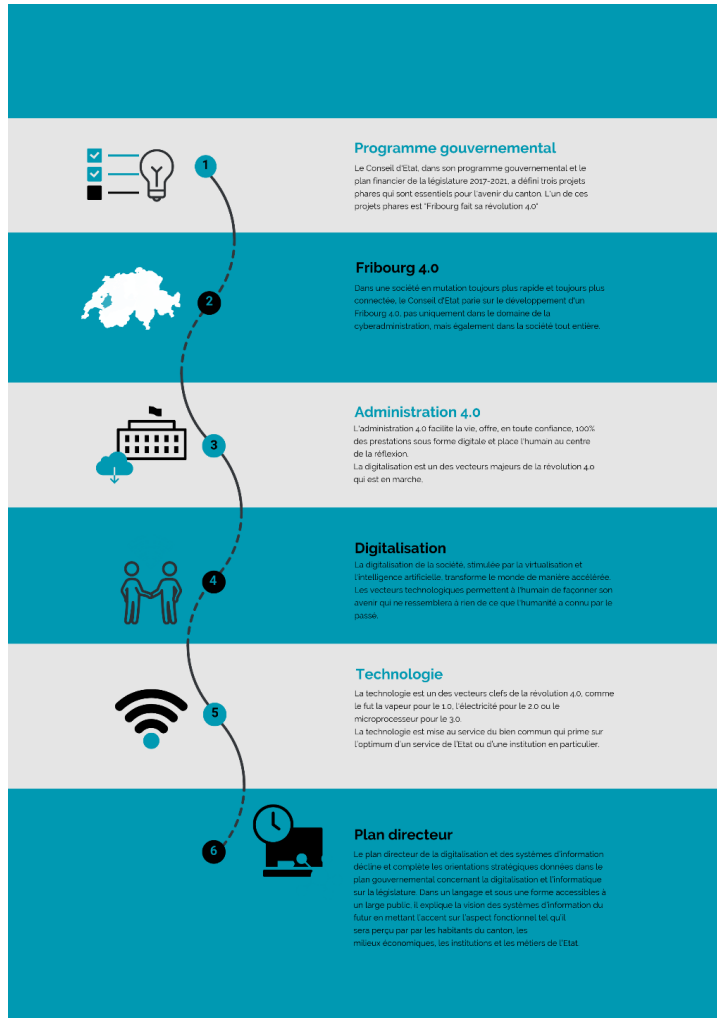 1
Programme gouvernemental
Le Conseil d'Etat, dans son programme gouvernemental et le
plan financier de la législature 2017-2021, a défini trois projets
phares qui sont essentiels pour l'avenir du canton. L'un de ces
projets phares est "Fribourg fait sa révolution 4.0"
2
Fribourg 4.0
Dans une société en mutation toujours plus rapide et toujours plus
connectée, le Conseil d'Etat parie sur le développement d'un
Fribourg 4.0, pas uniquement dans le domaine de la
cyberadministration, mais également dans la société tout entière.
3
Administration 4.0
L'administration 4.0 facilite la vie, offre, en toute confiance, 100%
des prestations sous forme digitale et place l'humain au centre
de la réflexion.
La digitalisation est un des vecteurs majeurs de la révolution 4.0
qui est en marche.
4
Digitalisation
La digitalisation de la société, stimulée par la virtualisation et
l'intelligence artificielle, transforme le monde de manière accélérée.
Les vecteurs technologiques permettent à l'humain de façonner son
avenir qui ne ressemblera à rien de ce que l'humanité a connu par le
passé.
5
Technologie
La technologie est un des vecteurs clefs de la révolution 4.0, comme
le fut la vapeur pour le 1.0, l'électricité pour le 2.0 ou le
microprocesseur pour le 3.0.
La technologie est mise au service du bien commun qui prime sur
l'optimum d'un service de l'Etat ou d'une institution en particulier.
6
Plan directeur
Le plan directeur de la digitalisation et des systèmes d'information
décline et complète les orientations stratégiques données dans le
plan gouvernemental concernant la digitalisation et l'informatique
sur la législature. Dans un langage et sous une forme accessibles à
un large public, il explique la vision des systèmes d'information du
futur en mettant l'accent sur l'aspect fonctionnel tel qu'il
sera perçu par par les habitants du canton, les
milieux économiques, les institutions et les métiers de l'Etat.